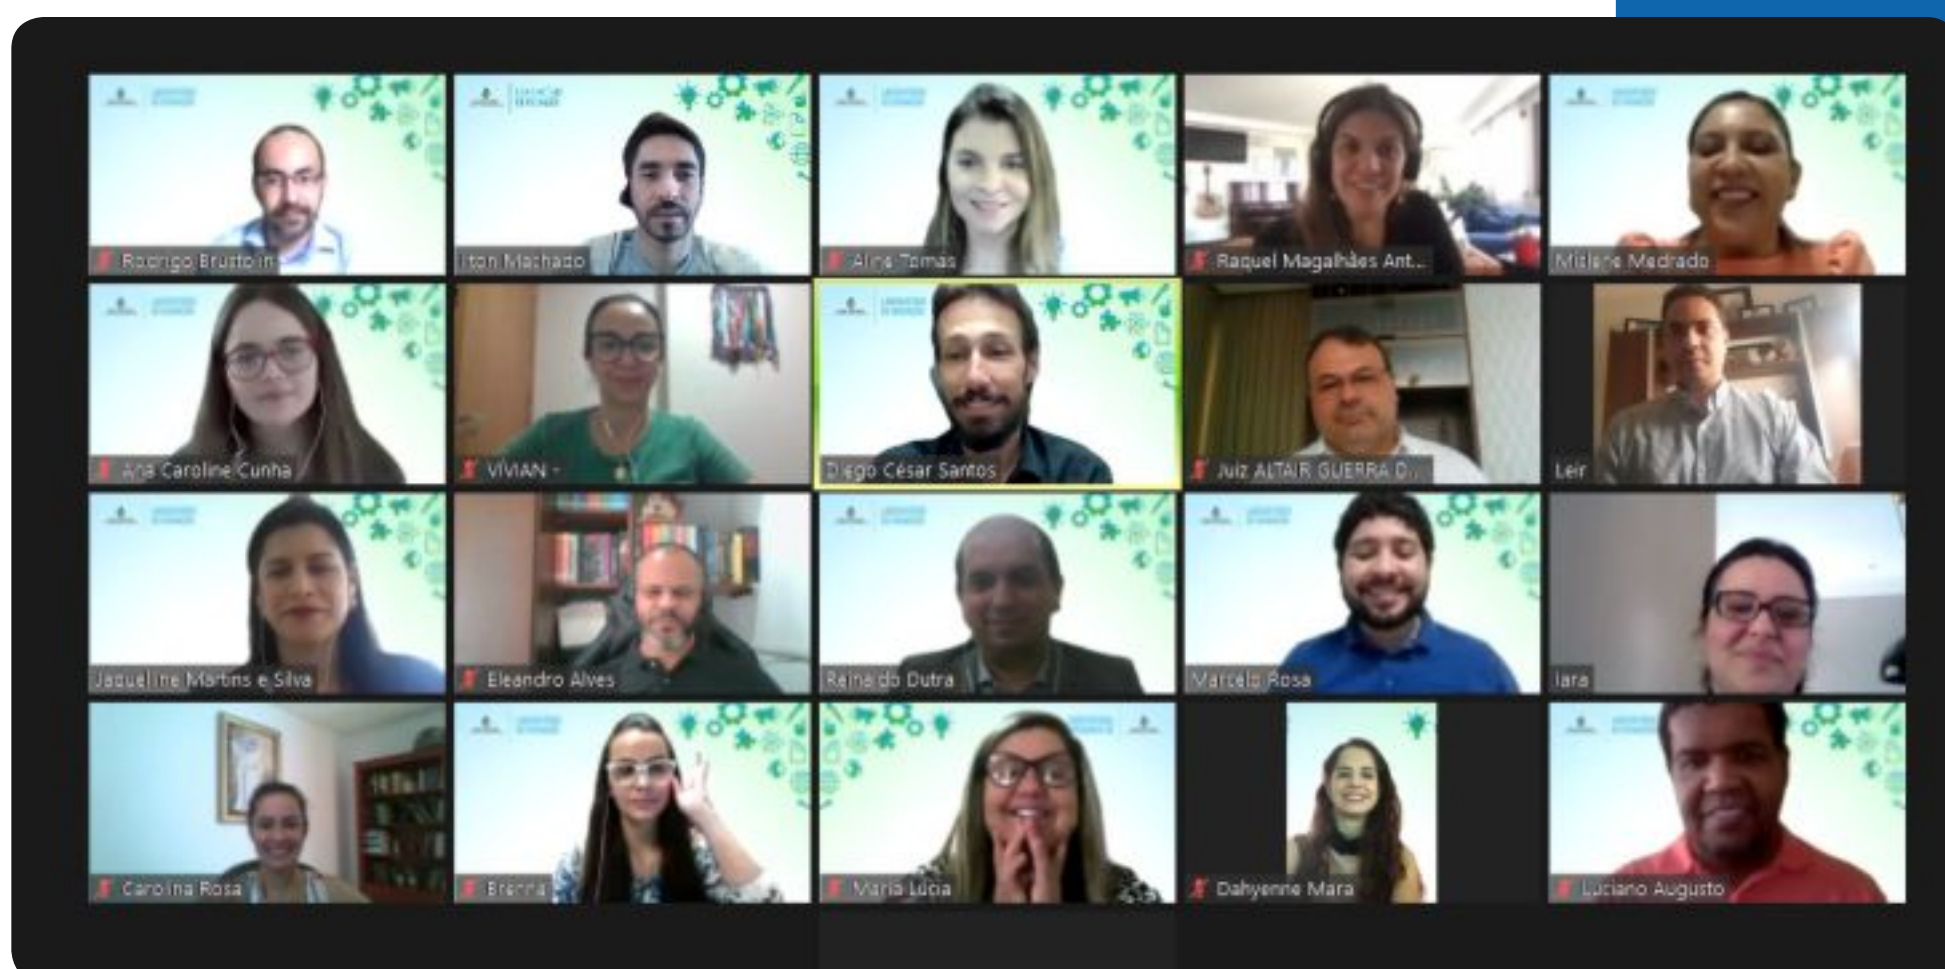 Rodrigo Brustolin
Ilton Machado
Aline Tomas
Raquel Magalhães Ant...
Mislene Medrado
Ana Caroline Cunha
VÍVIAN -
Diego César Santos
Juiz ALTAIR GUERRA D...
Leir
Jaqueline Martins e Silva
Eleandro Alves
Reinaldo Dutra
Marcelo Rosa
Iara
Carolina Rosa
Brenna
Maria Lúcia
Dahyenne Mara
Luciano Augusto